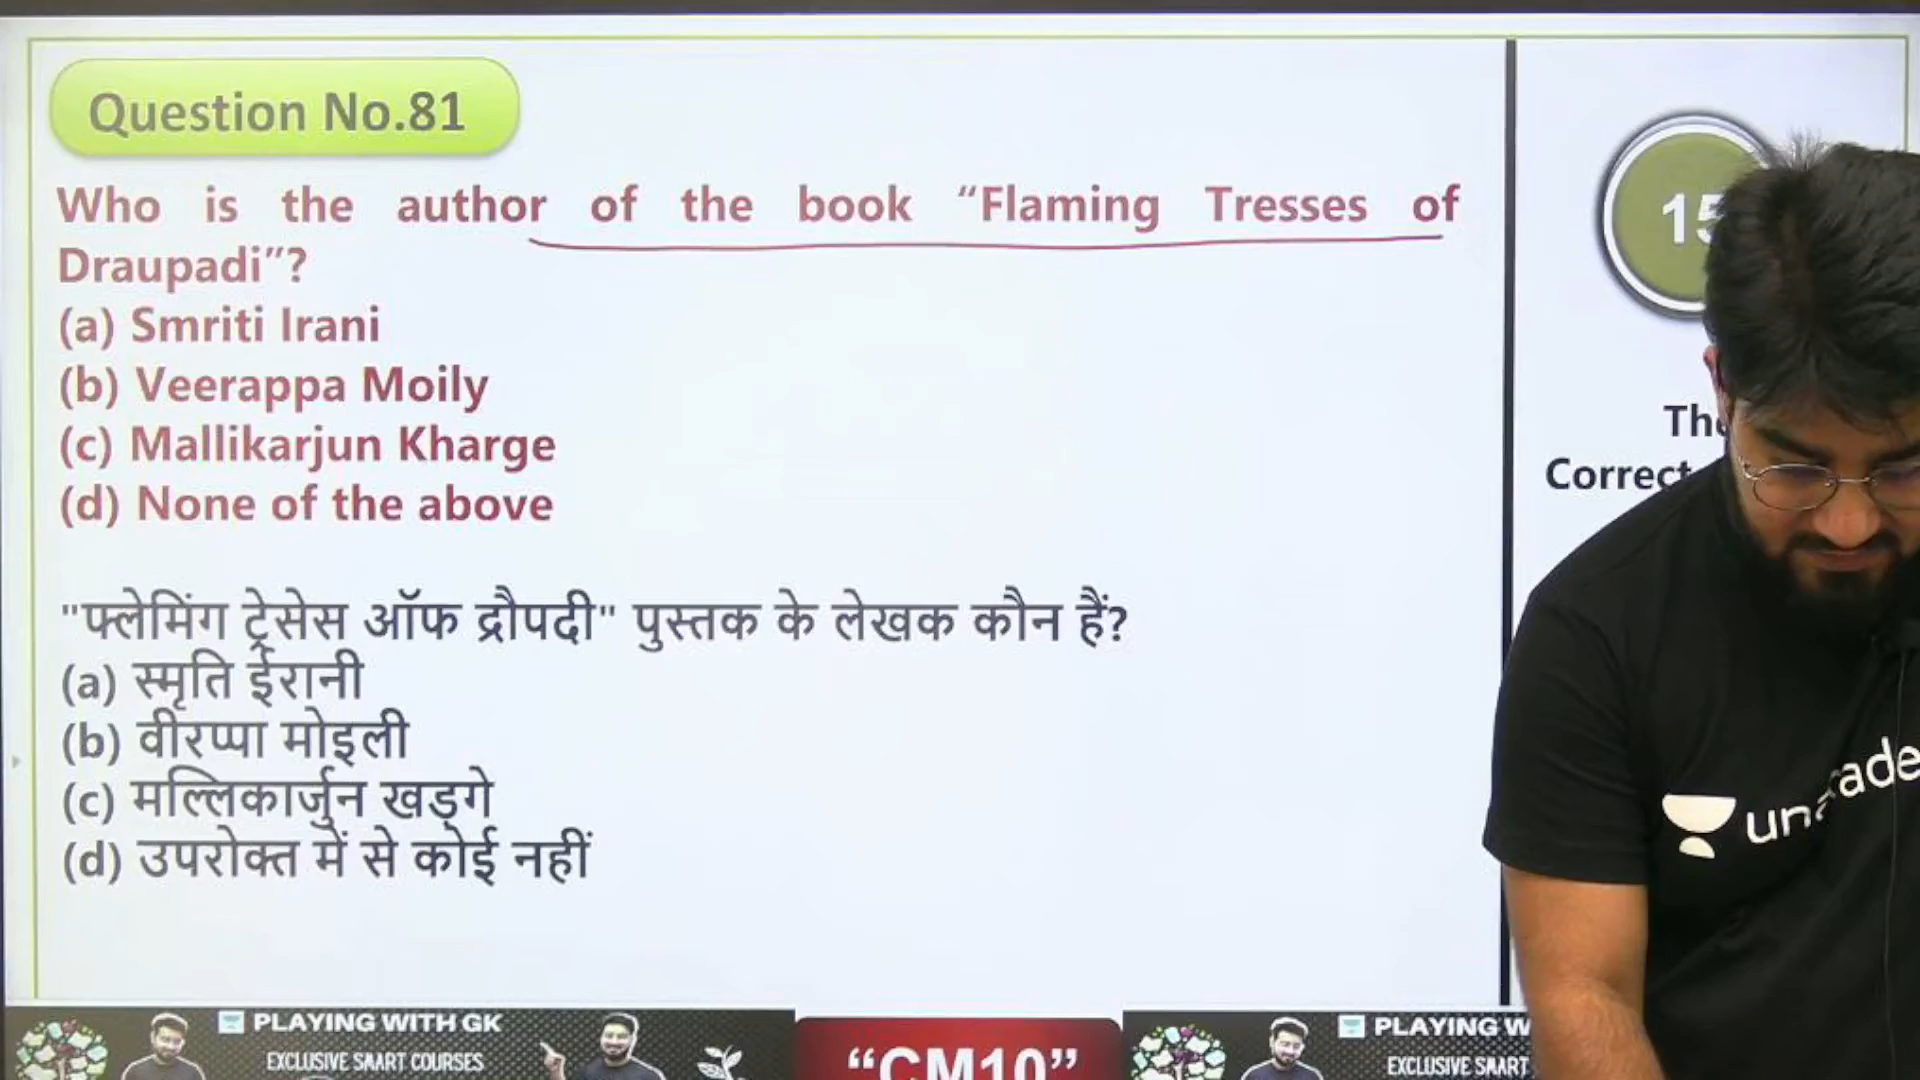 Question No.81
Who is the author of the book “Flaming Tresses of
Draupadi”?
(a) Smriti Irani
(b) Veerappa Moily
(c) Mallikarjun Kharge
(d) None of the above
"फ्लेमिंग ट्रेसेस ऑफ द्रौपदी" पुस्तक के लेखक कौन हैं?
(a) स्मृति ईरानी
(b) वीरप्पा मोइली
(c) मल्लिकार्जुन खड़गे
(d) उपरोक्त में से कोई नहीं
15
Correct
PLAYING WITH GK
EXCLUSIVE SMART COURSES
“CM10”
PLAYING W
EXCLUSIVE SMART